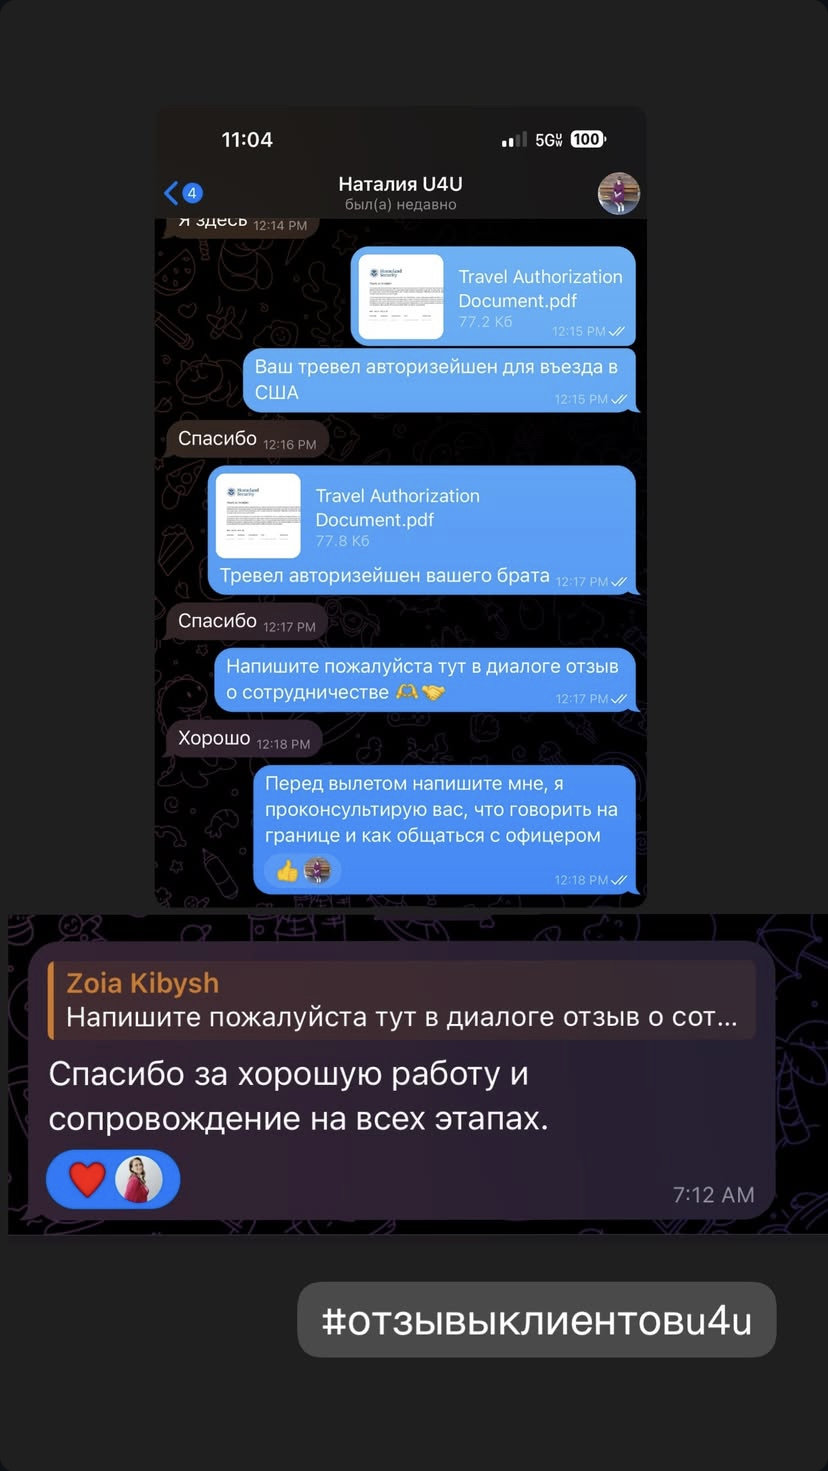 11:04
5GUW 100
4
Наталия U4U
был(а) недавно
Я здесь 12:14 PM
Homeland
Security
Travel Authorization
Document.pdf
77.2 Кб
12:15 PM
Ваш тревел авторизейшен для въезда в
США
12:15 PM
Спасибо 12:16 PM
Homeland
Security
Travel Authorization
Document.pdf
77.8 Кб
Тревел авторизейшен вашего брата 12:17 PM
Спасибо 12:17 PM
Напишите пожалуйста тут в диалоге отзыв
о сотрудничестве 🫶🤝
12:17 PM
Хорошо 12:18 PM
Перед вылетом напишите мне, я
проконсультирую вас, что говорить на
границе и как общаться с офицером
👍
12:18 PM
Zoia Kibysh
Напишите пожалуйста тут в диалоге отзыв о сот...
Спасибо за хорошую работу и
сопровождение на всех этапах.
❤️
7:12 AM
#отзывыклиентовu4u